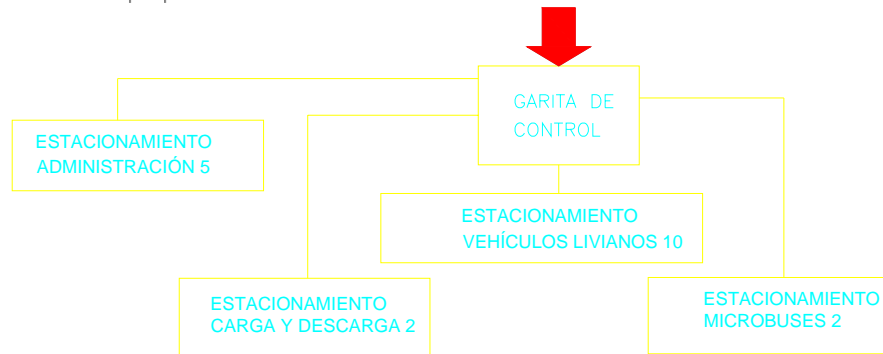 GARITA DE
CONTROL
ESTACIONAMIENTO
ADMINISTRACIÓN 5
ESTACIONAMIENTO
VEHÍCULOS LIVIANOS 10
ESTACIONAMIENTO
CARGA Y DESCARGA 2
ESTACIONAMIENTO
MICROBUSES 2